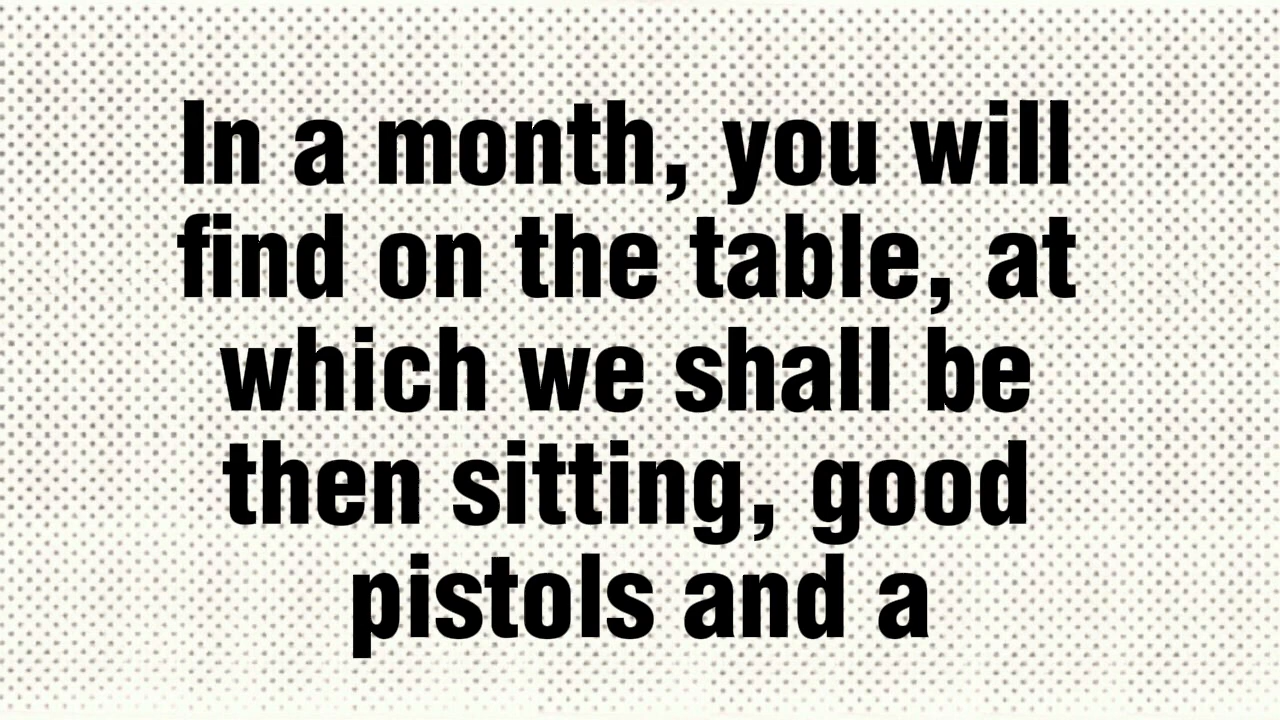 In a month, you will
find on the table, at
which we shall be
then sitting, good
pistols and a